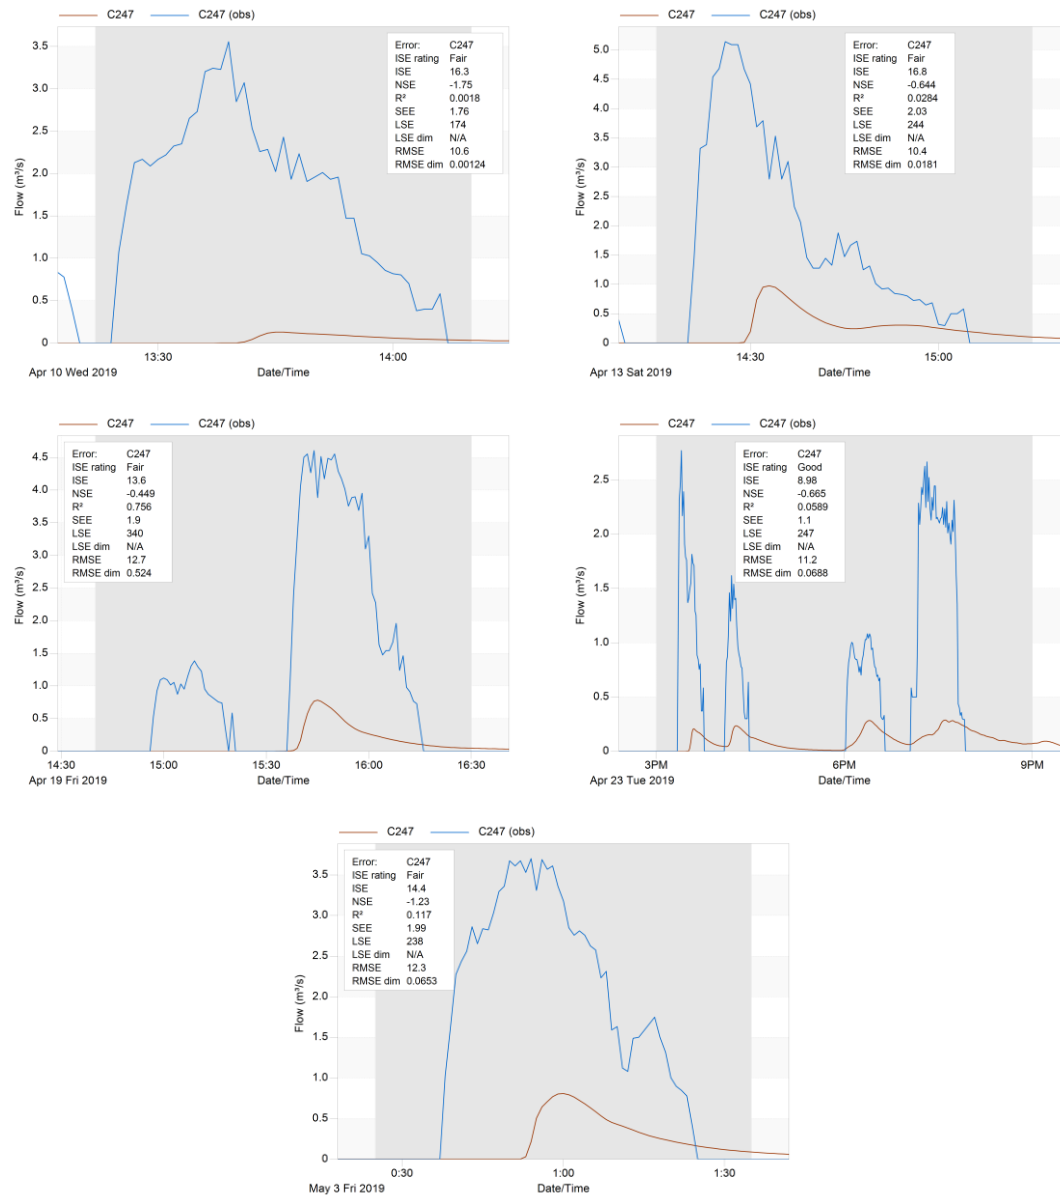 C247 C247 (obs)
Error: C247
ISE rating Fair
ISE 16.3
NSE -1.75
R² 0.0018
SEE 1.76
LSE 174
LSE dim N/A
RMSE 10.6
RMSE dim 0.00124
3.5
3.0
2.5
2.0
1.5
1.0
0.5
0
Flow (m³/s)
13:30 14:00
Apr 10 Wed 2019 Date/Time
C247 C247 (obs)
Error: C247
ISE rating Fair
ISE 16.8
NSE -0.644
R² 0.0284
SEE 2.03
LSE 244
LSE dim N/A
RMSE 10.4
RMSE dim 0.0181
5.0
4.5
4.0
3.5
3.0
2.5
2.0
1.5
1.0
0.5
0
Flow (m³/s)
14:30 15:00
Apr 13 Sat 2019 Date/Time
C247 C247 (obs)
Error: C247
ISE rating Fair
ISE 13.6
NSE -0.449
R² 0.756
SEE 1.9
LSE 340
LSE dim N/A
RMSE 12.7
RMSE dim 0.524
4.5
4.0
3.5
3.0
2.5
2.0
1.5
1.0
0.5
0
Flow (m³/s)
14:30 15:00 15:30 16:00 16:30
Apr 19 Fri 2019 Date/Time
C247 C247 (obs)
Error: C247
ISE rating Good
ISE 8.98
NSE -0.665
R² 0.0589
SEE 1.1
LSE 247
LSE dim N/A
RMSE 11.2
RMSE dim 0.0688
2.5
2.0
1.5
1.0
0.5
0
Flow (m³/s)
3PM 6PM 9PM
Apr 23 Tue 2019 Date/Time
C247 C247 (obs)
Error: C247
ISE rating Fair
ISE 14.4
NSE -1.23
R² 0.117
SEE 1.99
LSE 238
LSE dim N/A
RMSE 12.3
RMSE dim 0.0653
3.5
3.0
2.5
2.0
1.5
1.0
0.5
0
Flow (m³/s)
0:30 1:00 1:30
May 3 Fri 2019 Date/Time